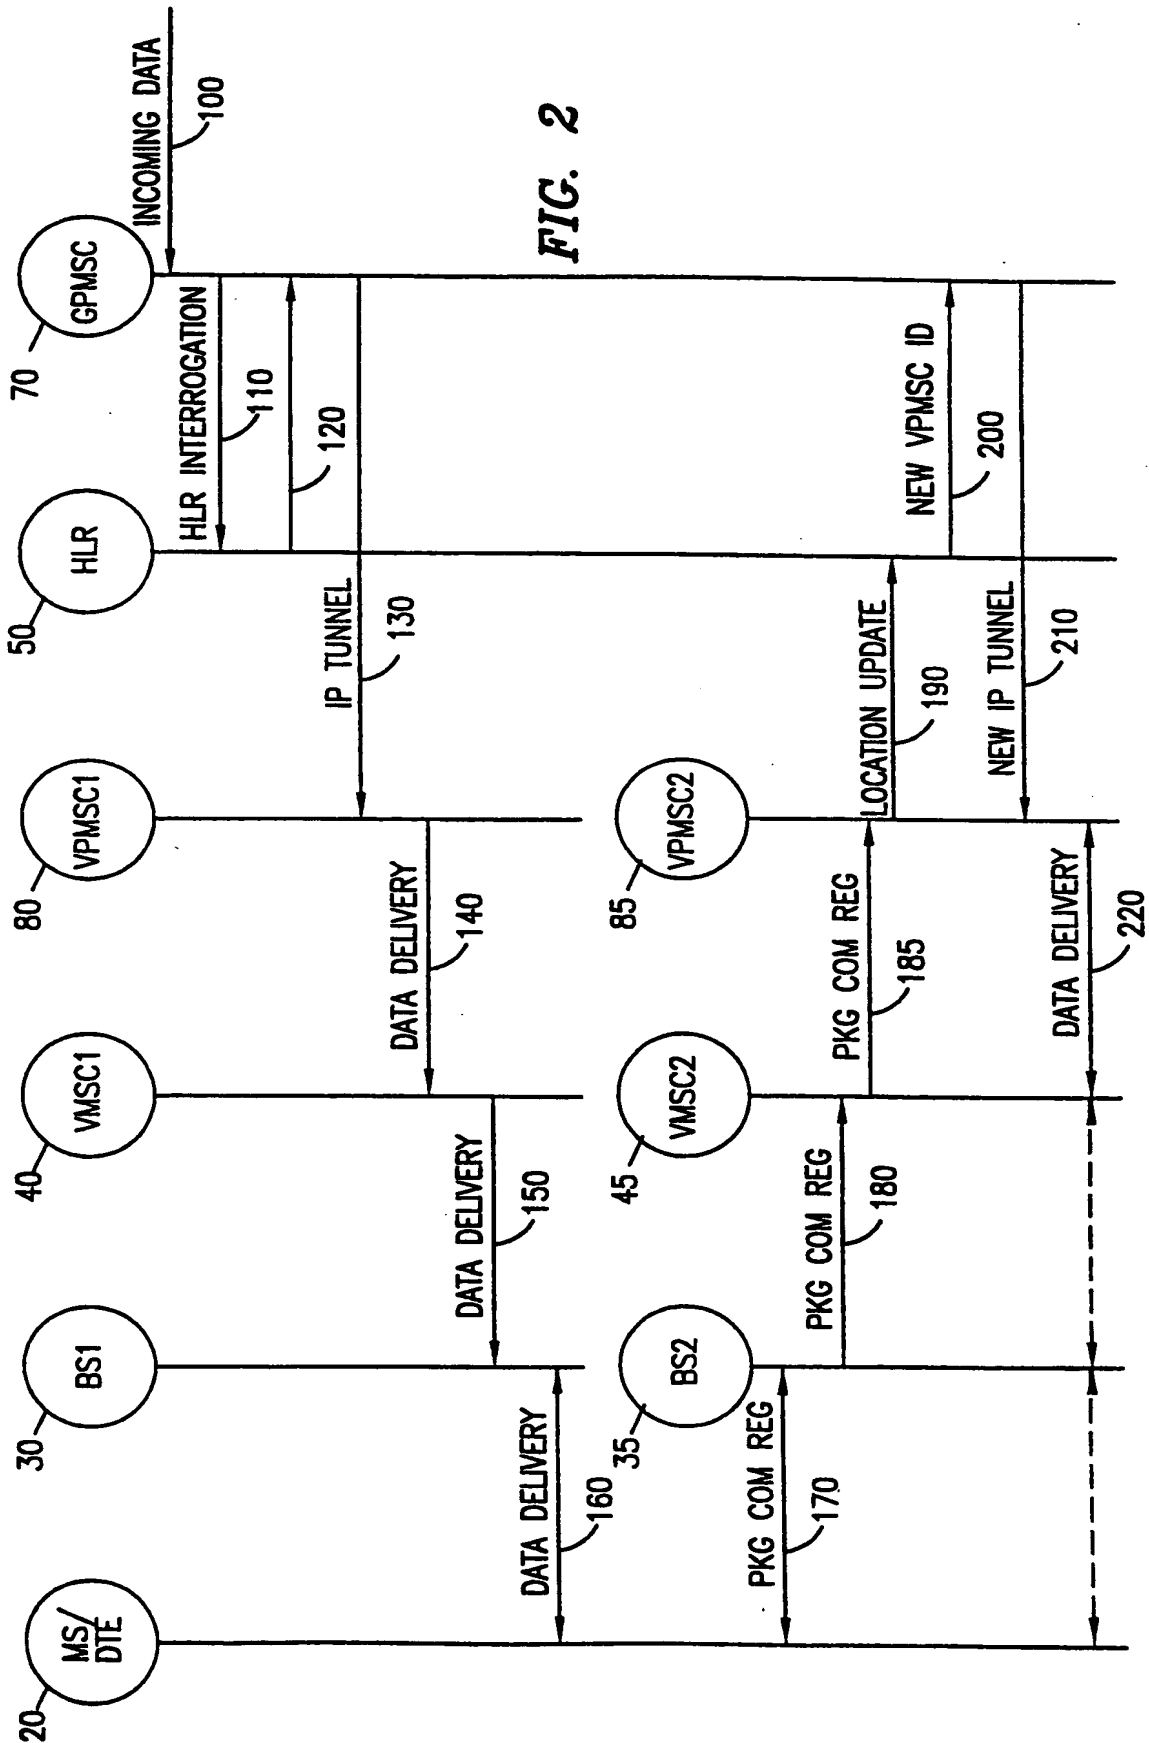 20
MS/
DTE
30
BS1
40
VMSC1
80
VPMSC1
50
HLR
70
GPMSC
INCOMING DATA
100
HLR INTERROGATION
110
120
IP TUNNEL
130
DATA DELIVERY
140
DATA DELIVERY
150
DATA DELIVERY
160
FIG. 2
35
BS2
45
VMSC2
85
VPMSC2
PKG COM REG
170
PKG COM REG
180
PKG COM REG
185
LOCATION UPDATE
190
NEW VPMSC ID
200
NEW IP TUNNEL
210
DATA DELIVERY
220